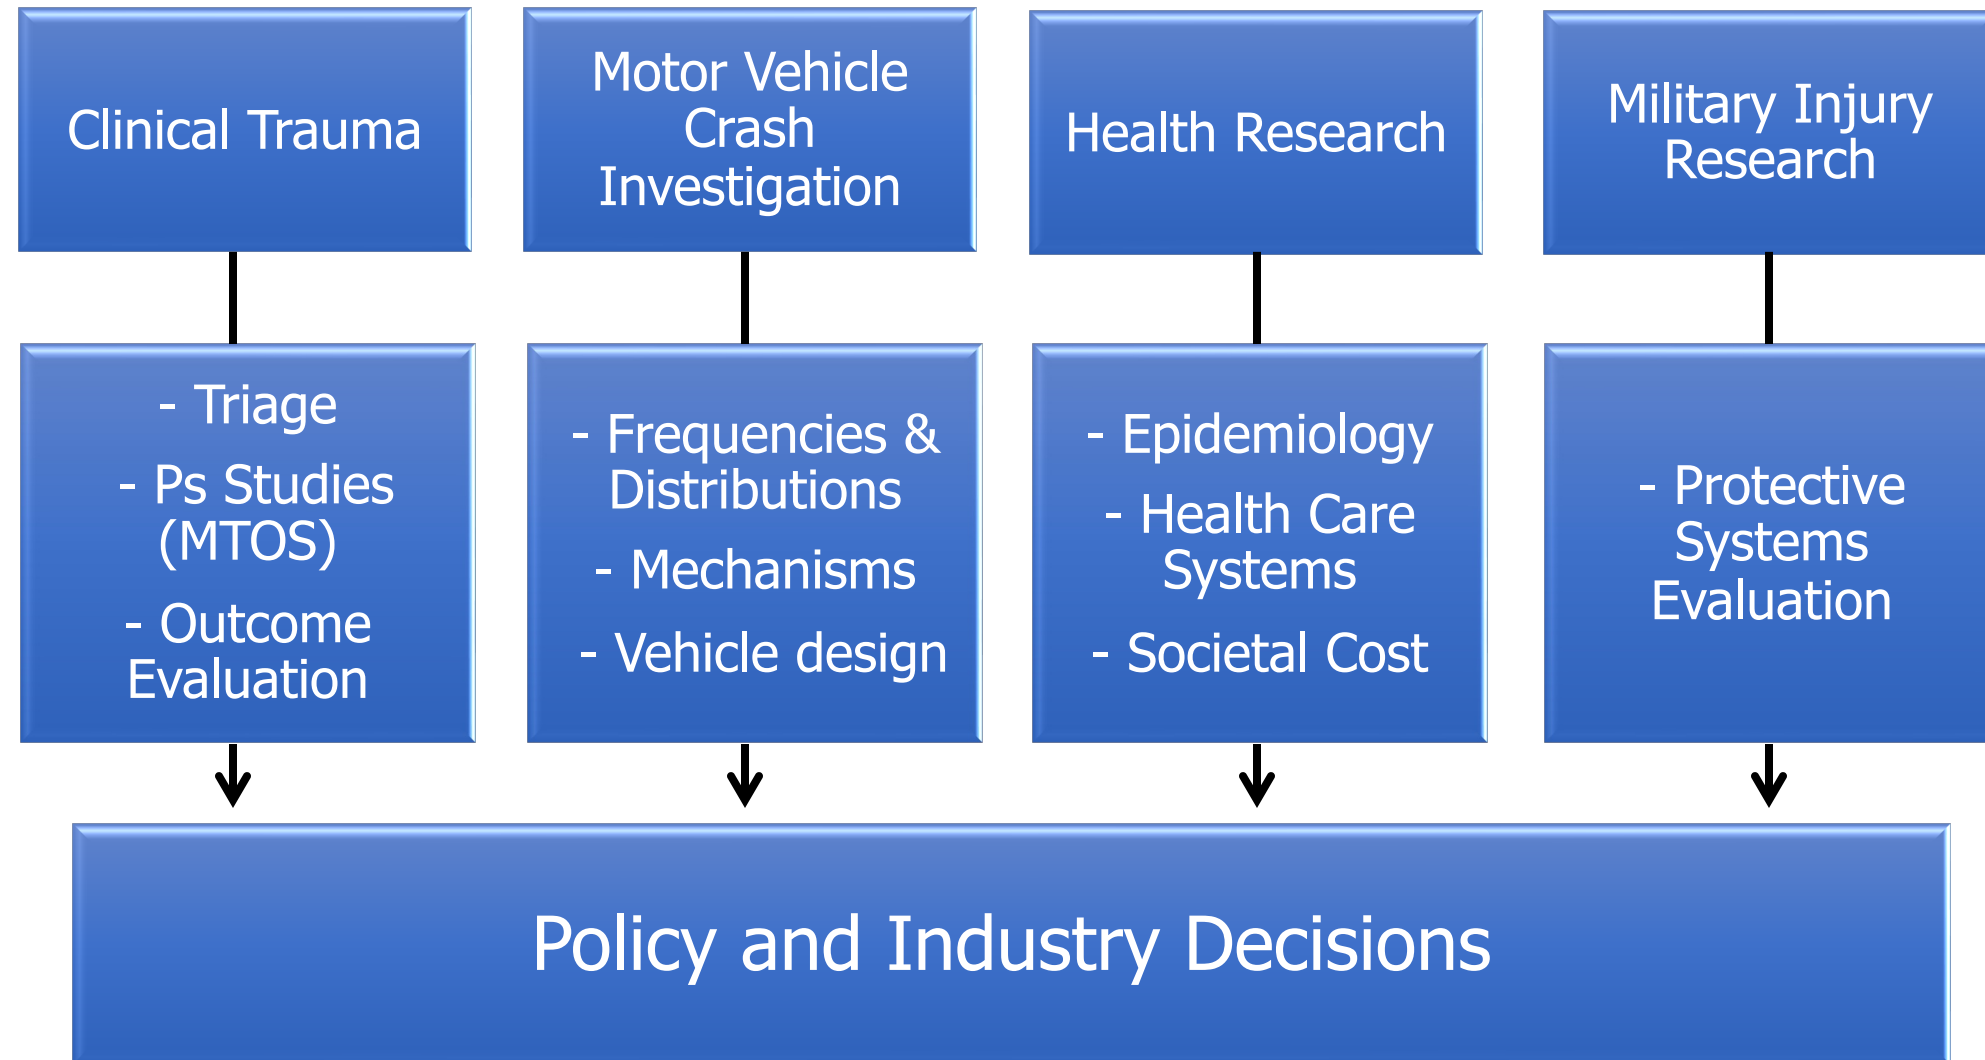 Clinical Trauma
Motor Vehicle
Crash
Investigation
Health Research
Military Injury
Research
- Triage
- Ps Studies
(MTOS)
- Outcome
Evaluation
- Frequencies &
Distributions
- Mechanisms
- Vehicle design
- Epidemiology
- Health Care
Systems
- Societal Cost
- Protective
Systems
Evaluation
Policy and Industry Decisions